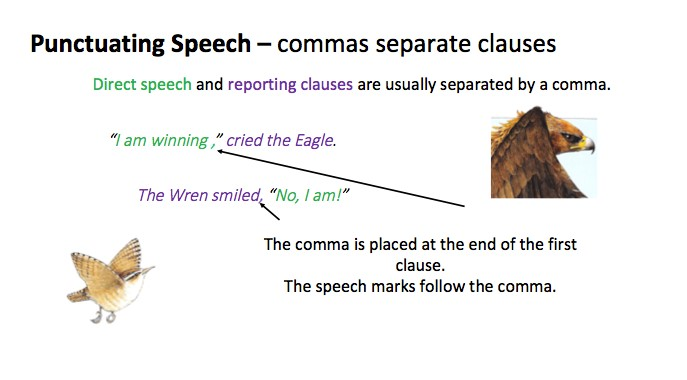 Punctuating Speech – commas separate clauses
Direct speech and reporting clauses are usually separated by a comma.
“I am winning ,” cried the Eagle.
The Wren smiled, “No, I am!”
The comma is placed at the end of the first
clause.
The speech marks follow the comma.